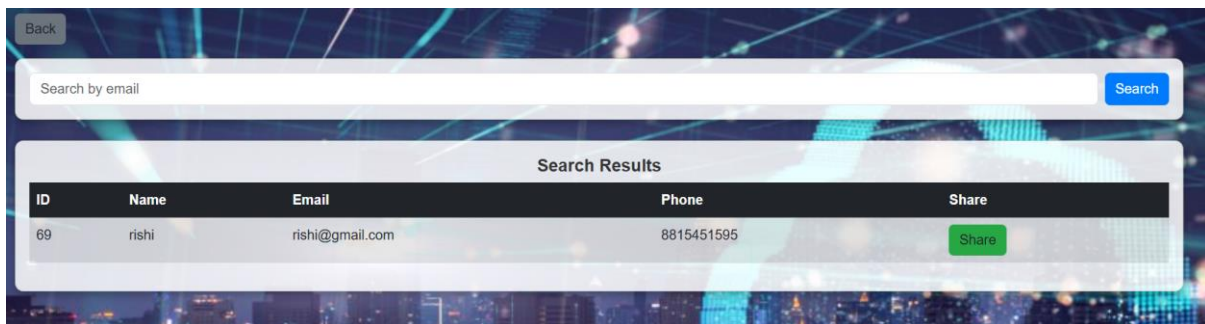 Back
Search by email Search
Search Results
ID Name Email Phone Share
69 rishi rishi@gmail.com 8815451595 Share